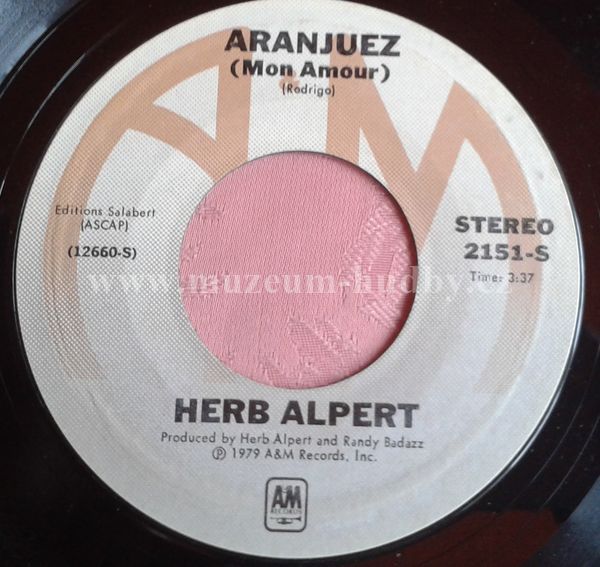 ARANJUEZ
(Mon Amour)
(Rodrigo)
Editions Salabert
(ASCAP)
(12660-S)
STEREO
2151-S
Time: 3:37
www.muzeum-hudby.cz
HERB ALPERT
Produced by Herb Alpert and Randy Badazz
℗ 1979 A&M Records, Inc.
A&M
RECORDS